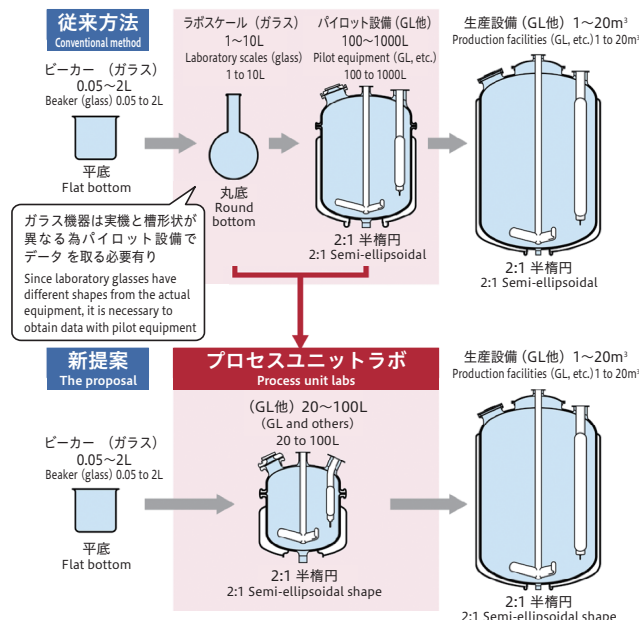 従来方法
Conventional method
ビーカー （ガラス）
0.05～2L
Beaker (glass) 0.05 to 2L
平底
Flat bottom
ラボスケール（ガラス）
1～10L
Laboratory scales (glass)
1 to 10L
丸底
Round
bottom
パイロット設備（GL他）
100～1000L
Pilot equipment (GL, etc.)
100 to 1000L
2:1 半楕円
2:1 Semi-ellipsoidal
生産設備（GL他）1～20m³
Production facilities (GL, etc.) 1 to 20m³
2:1 半楕円
2:1 Semi-ellipsoidal
ガラス機器は実機と槽形状が
異なる為パイロット設備で
データ を取る必要有り
Since laboratory glasses have
different shapes from the actual
equipment, it is necessary to
obtain data with pilot equipment
新提案
The proposal
ビーカー （ガラス）
0.05～2L
Beaker (glass) 0.05 to 2L
平底
Flat bottom
プロセスユニットラボ
Process unit labs
（GL他）20～100L
(GL and others)
20 to 100L
2:1 半楕円
2:1 Semi-ellipsoidal shape
生産設備（GL他）1～20m³
Production facilities (GL, etc.) 1 to 20m³
2:1 半楕円
2:1 Semi-ellipsoidal shape